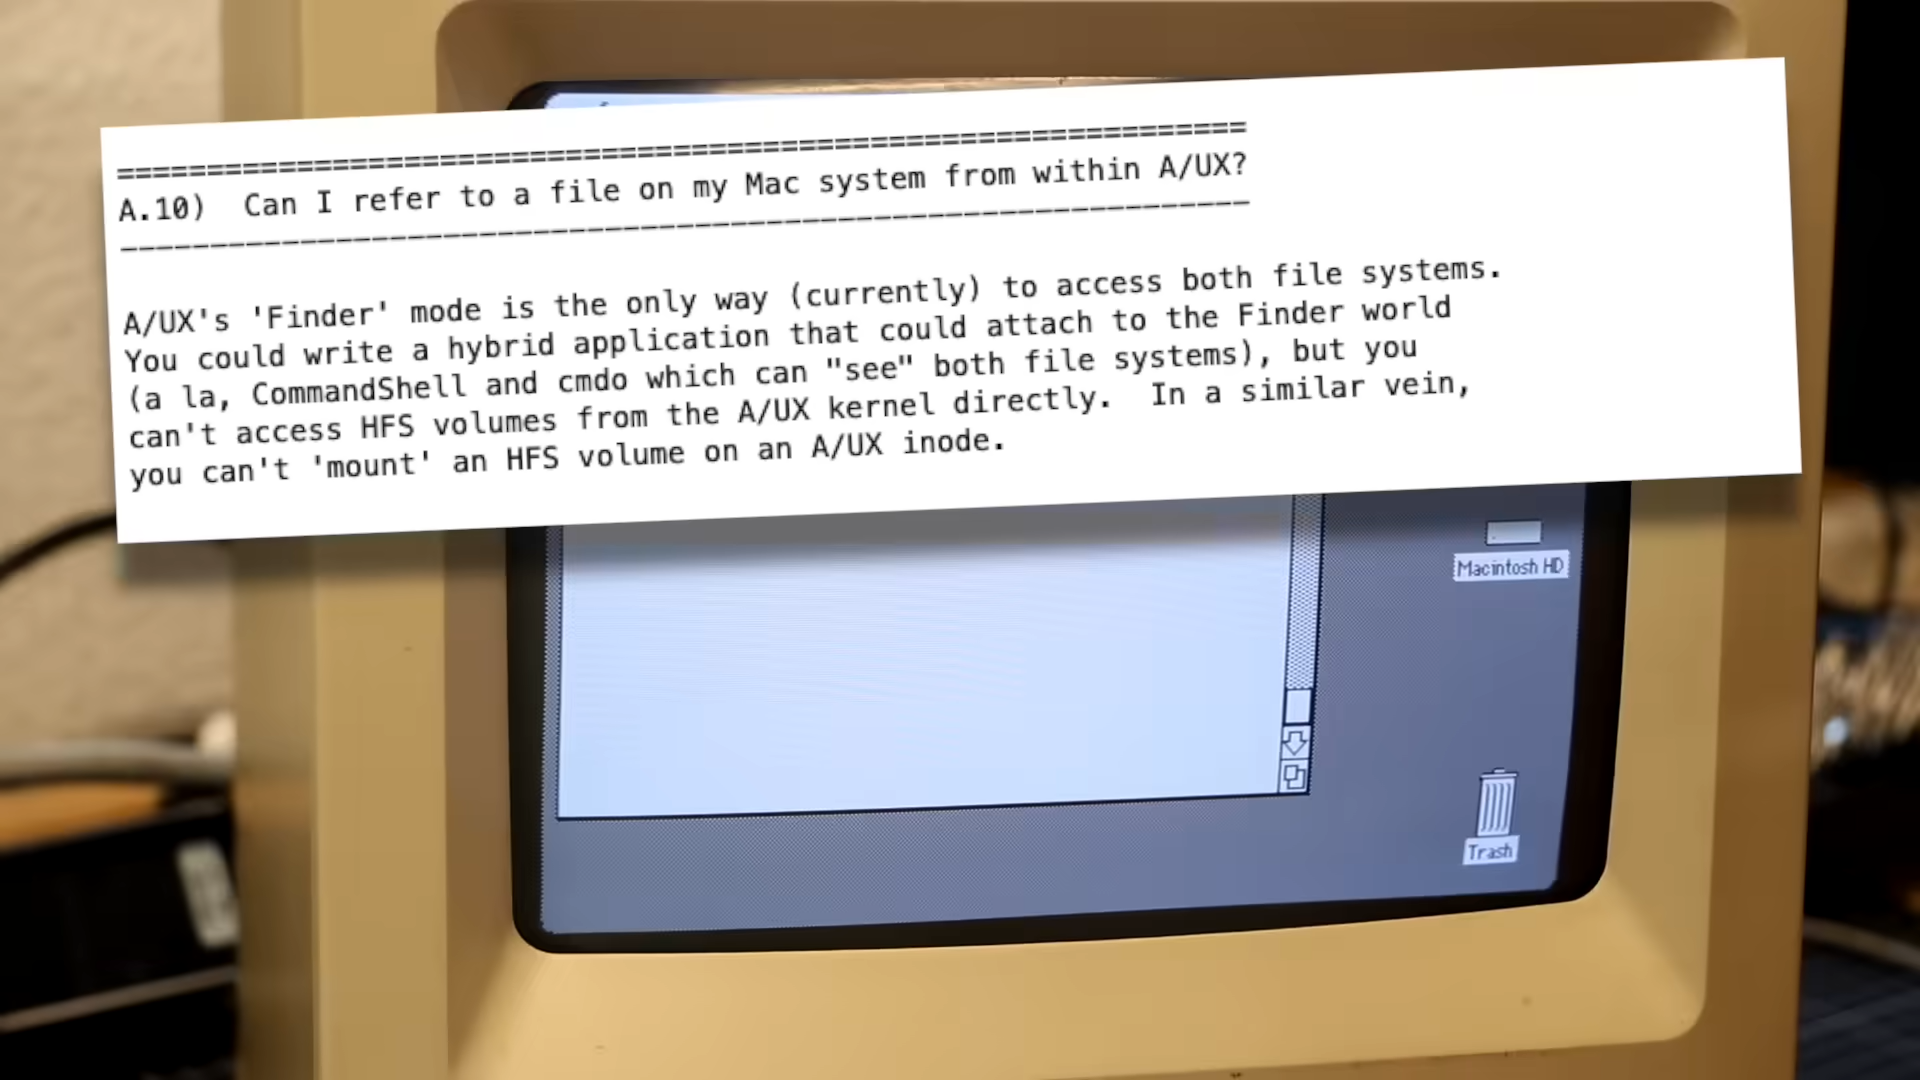 ================================================================
A.10)  Can I refer to a file on my Mac system from within A/UX?
----------------------------------------------------------------
A/UX's 'Finder' mode is the only way (currently) to access both file systems.
You could write a hybrid application that could attach to the Finder world
(a la, CommandShell and cmdo which can "see" both file systems), but you
can't access HFS volumes from the A/UX kernel directly.  In a similar vein,
you can't 'mount' an HFS volume on an A/UX inode.
Macintosh HD
Trash